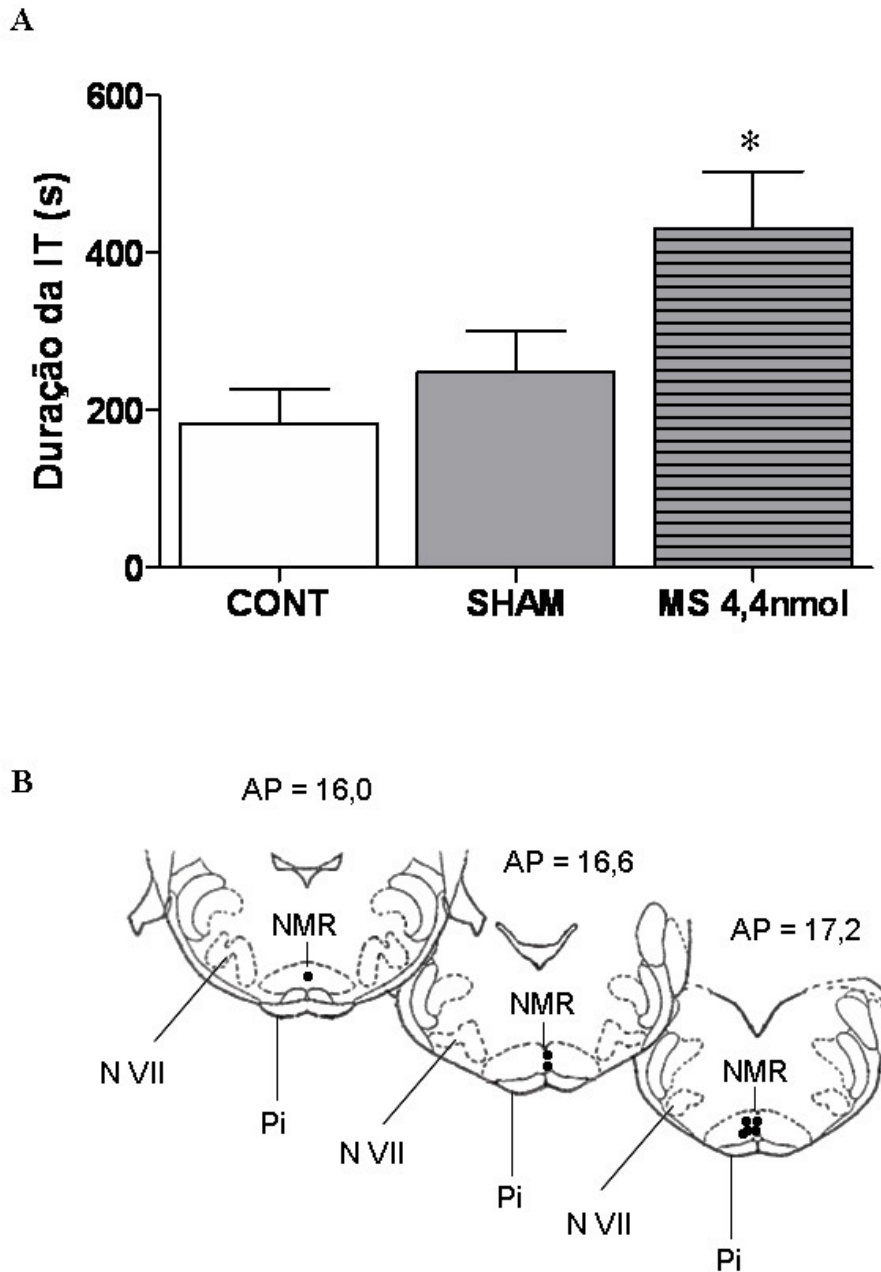 A
Duração da IT (s)
600
400
200
0
*
CONT SHAM MS 4,4nmol
B
AP = 16,0
AP = 16,6
AP = 17,2
NMR
NMR
NMR
N VII
Pi
N VII
Pi
N VII
Pi